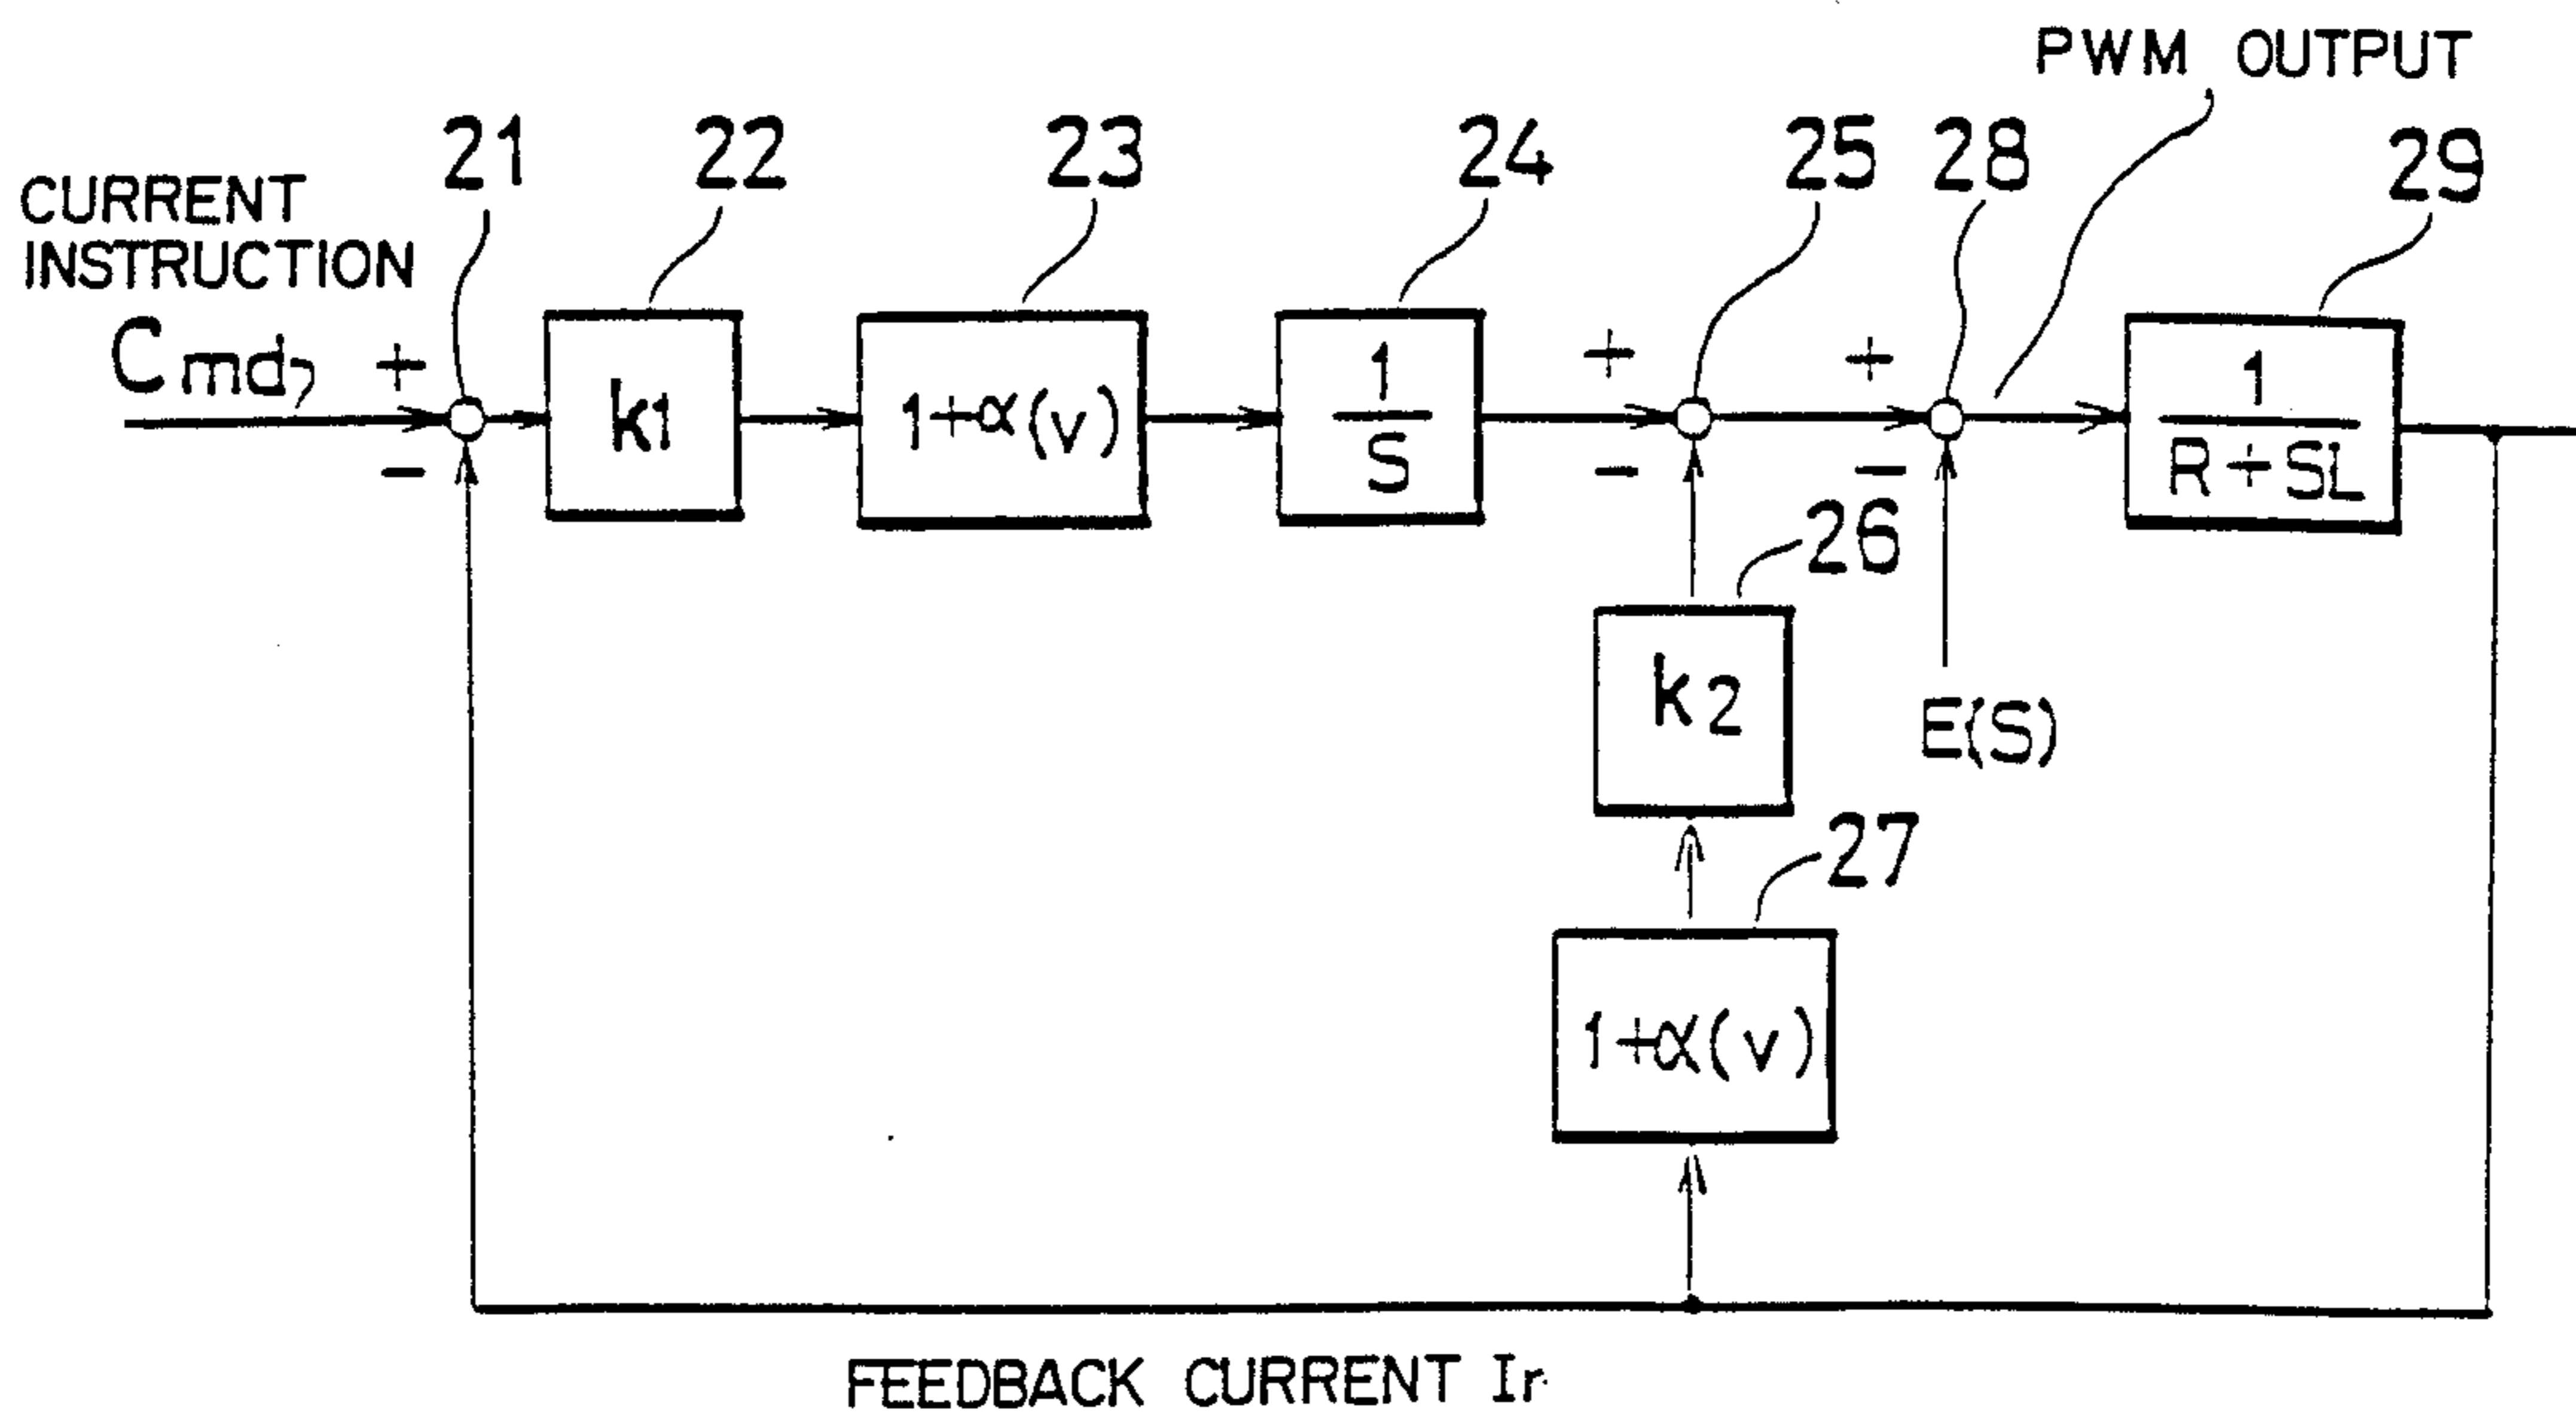 PWM OUTPUT
21
22
23
24
25
28
29
CURRENT
INSTRUCTION
Cmd
+
-
k1
1+α(v)
1
S
+
-
+
-
1
R+SL
26
k2
E(S)
27
1+α(v)
FEEDBACK CURRENT Ir